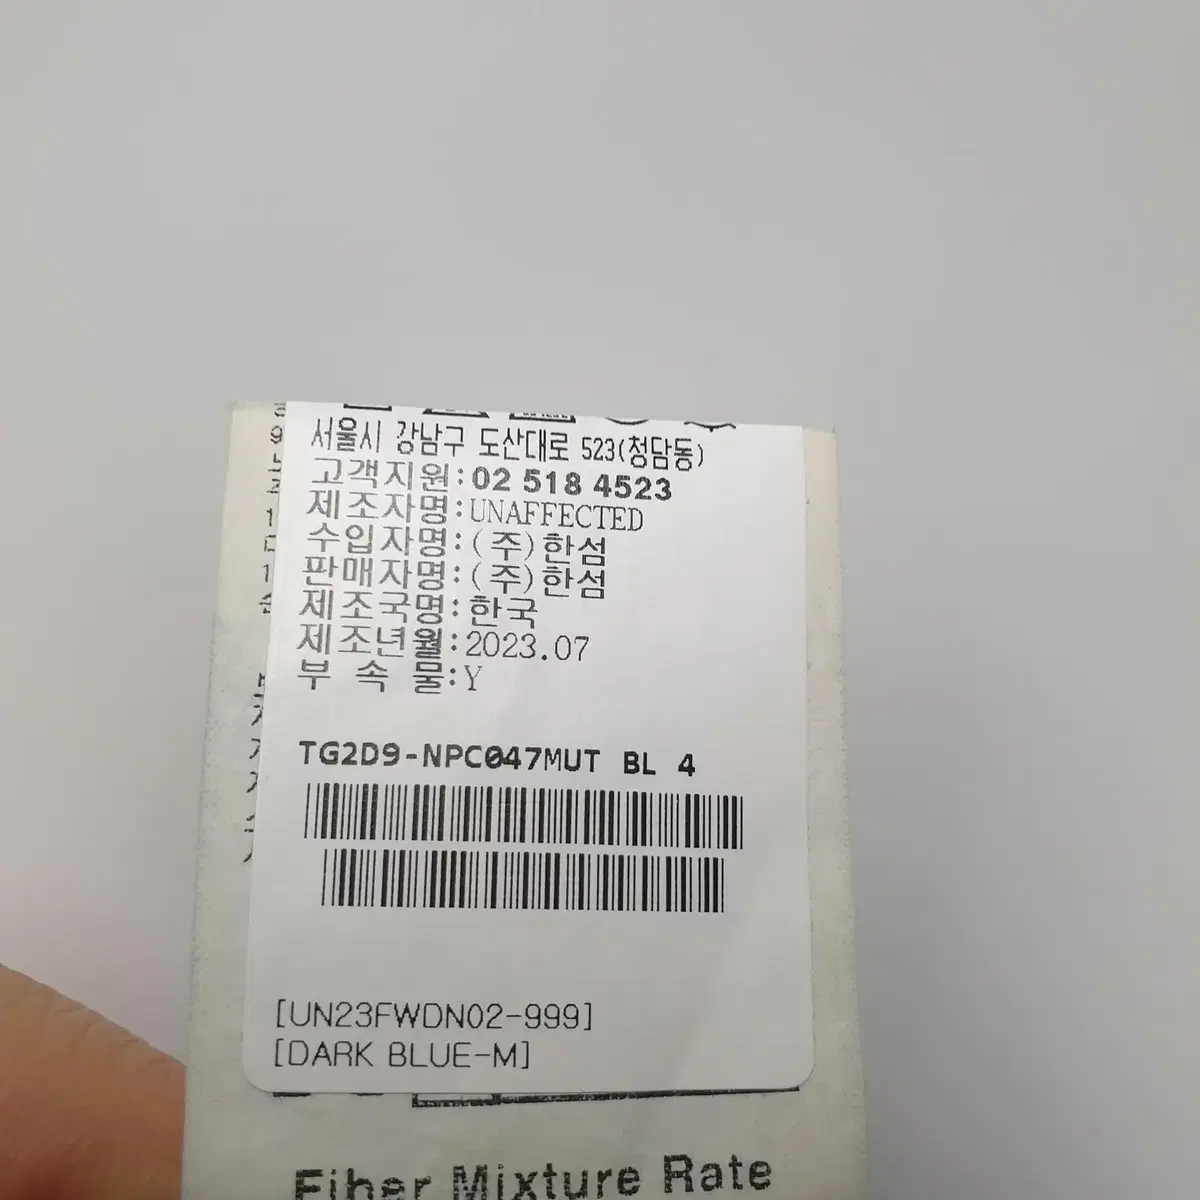 서울시 강남구 도산대로 523(청담동)
고객지원:02 518 4523
제조자명:UNAFFECTED
수입자명:(주)한섬
판매자명:(주)한섬
제조국명:한국
제조년월:2023.07
부 속 물:Y
TG2D9-NPC047MUT BL 4
[UN23FWDN02-999]
[DARK BLUE-M]
Fiber Mixture Rate